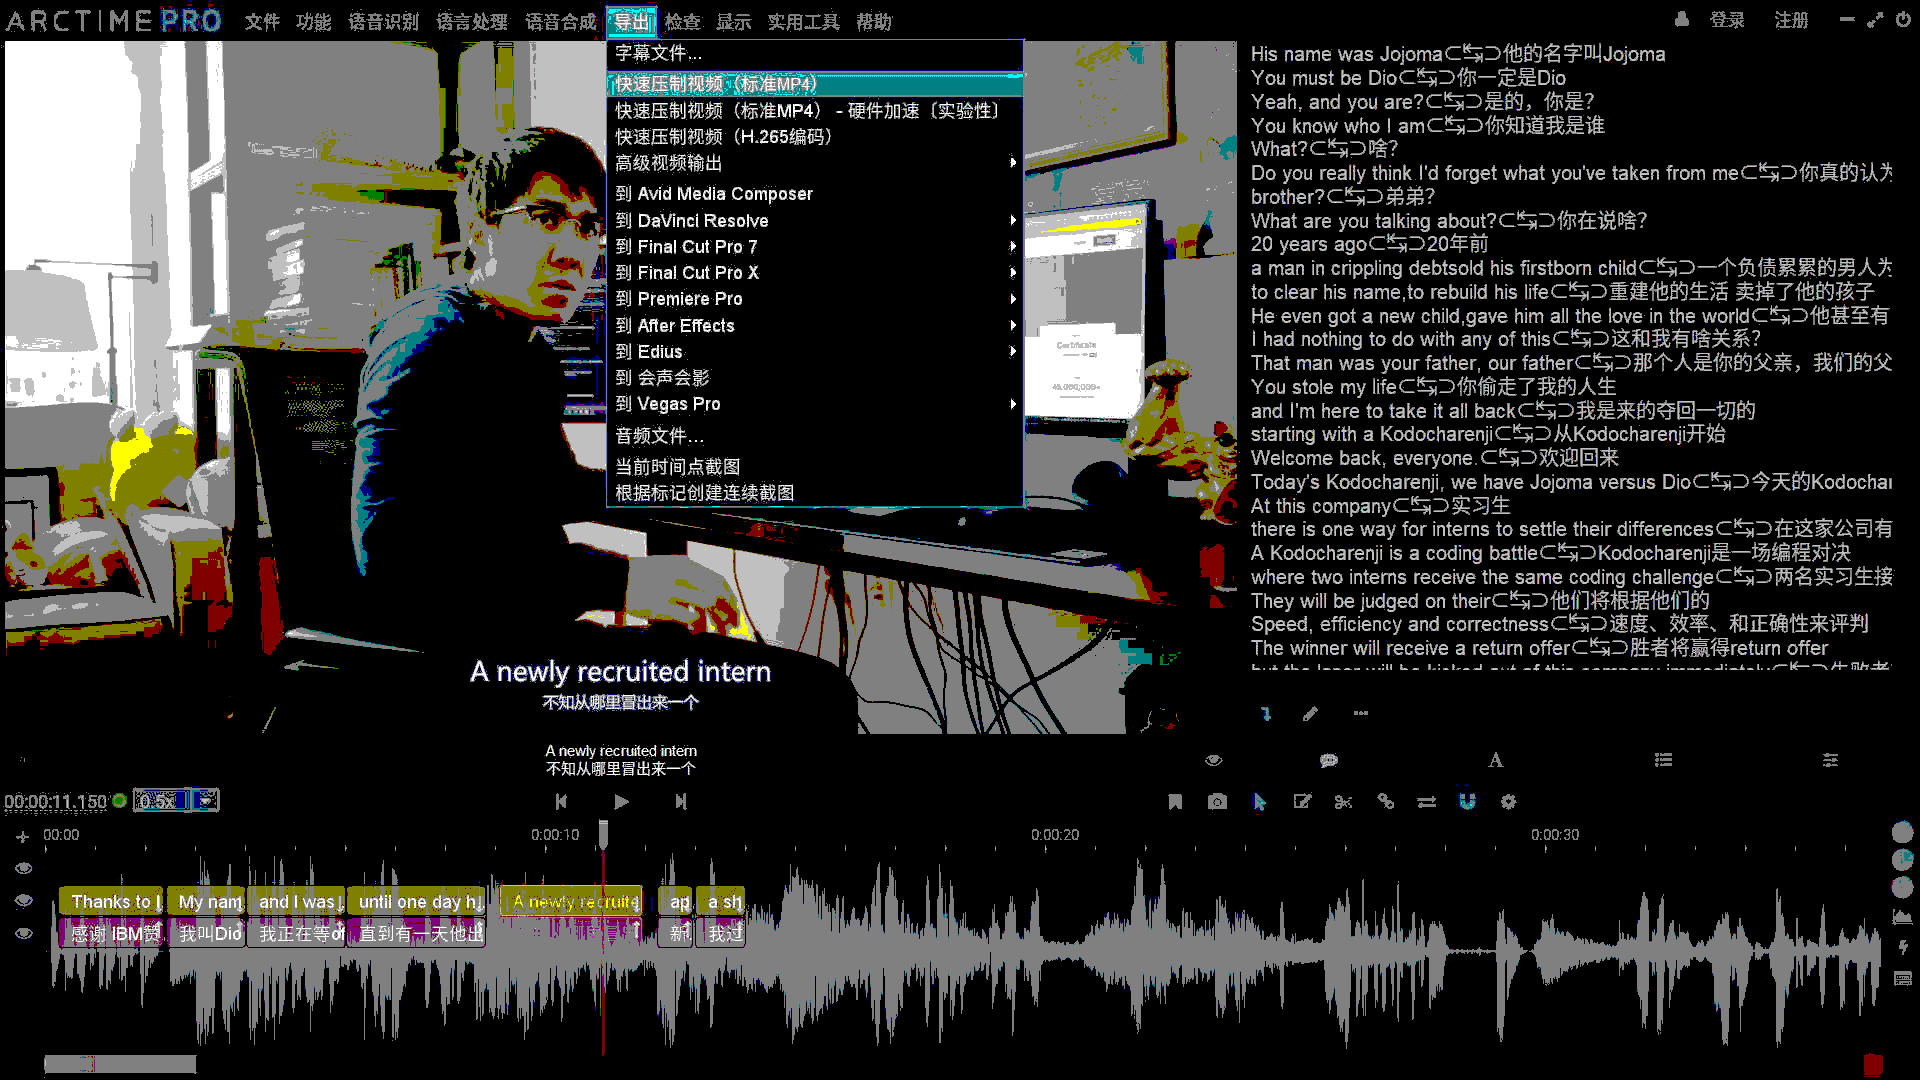 ARCTIME PRO 文件 功能 语音识别 语言处理 语音合成 导出 检查 显示 实用工具 帮助 登录 注册
字幕文件...
快速压制视频（标准MP4）
快速压制视频（标准MP4） - 硬件加速〔实验性〕
快速压制视频（H.265编码）
高级视频输出
到 Avid Media Composer
到 DaVinci Resolve
到 Final Cut Pro 7
到 Final Cut Pro X
到 Premiere Pro
到 After Effects
到 Edius
到 会声会影
到 Vegas Pro
音频文件...
当前时间点截图
根据标记创建连续截图
Certificate
His name was Jojoma⊂↹⊃他的名字叫Jojoma
You must be Dio⊂↹⊃你一定是Dio
Yeah, and you are?⊂↹⊃是的，你是?
You know who I am⊂↹⊃你知道我是谁
What?⊂↹⊃啥?
Do you really think I'd forget what you've taken from me⊂↹⊃你真的认为
brother?⊂↹⊃弟弟?
What are you talking about?⊂↹⊃你在说啥?
20 years ago⊂↹⊃20年前
a man in crippling debtsold his firstborn child⊂↹⊃一个负债累累的男人为
to clear his name,to rebuild his life⊂↹⊃重建他的生活 卖掉了他的孩子
He even got a new child,gave him all the love in the world⊂↹⊃他甚至有
I had nothing to do with any of this⊂↹⊃这和我有啥关系?
That man was your father, our father⊂↹⊃那个人是你的父亲，我们的父
You stole my life⊂↹⊃你偷走了我的人生
and I'm here to take it all back⊂↹⊃我是来的夺回一切的
starting with a Kodocharenji⊂↹⊃从Kodocharenji开始
Welcome back, everyone.⊂↹⊃欢迎回来
Today's Kodocharenji, we have Jojoma versus Dio⊂↹⊃今天的Kodochar
At this company⊂↹⊃实习生
there is one way for interns to settle their differences⊂↹⊃在这家公司有
A Kodocharenji is a coding battle⊂↹⊃Kodocharenji是一场编程对决
where two interns receive the same coding challenge⊂↹⊃两名实习生接
They will be judged on their⊂↹⊃他们将根据他们的
Speed, efficiency and correctness⊂↹⊃速度、效率、和正确性来评判
The winner will receive a return offer⊂↹⊃胜者将赢得return offer
but the loser will be kicked out of this company immediately⊂↹⊃失败者
A newly recruited intern
不知从哪里冒出来一个
A newly recruited intern
不知从哪里冒出来一个
00:00:11.150 0.5x
00:00 0:00:10 0:00:20 0:00:30
Thanks to I My nam and I was until one day h A newly recruite ap a sh
感谢 IBM赞 我叫Dio 我正在等of 直到有一天他出 新 我过